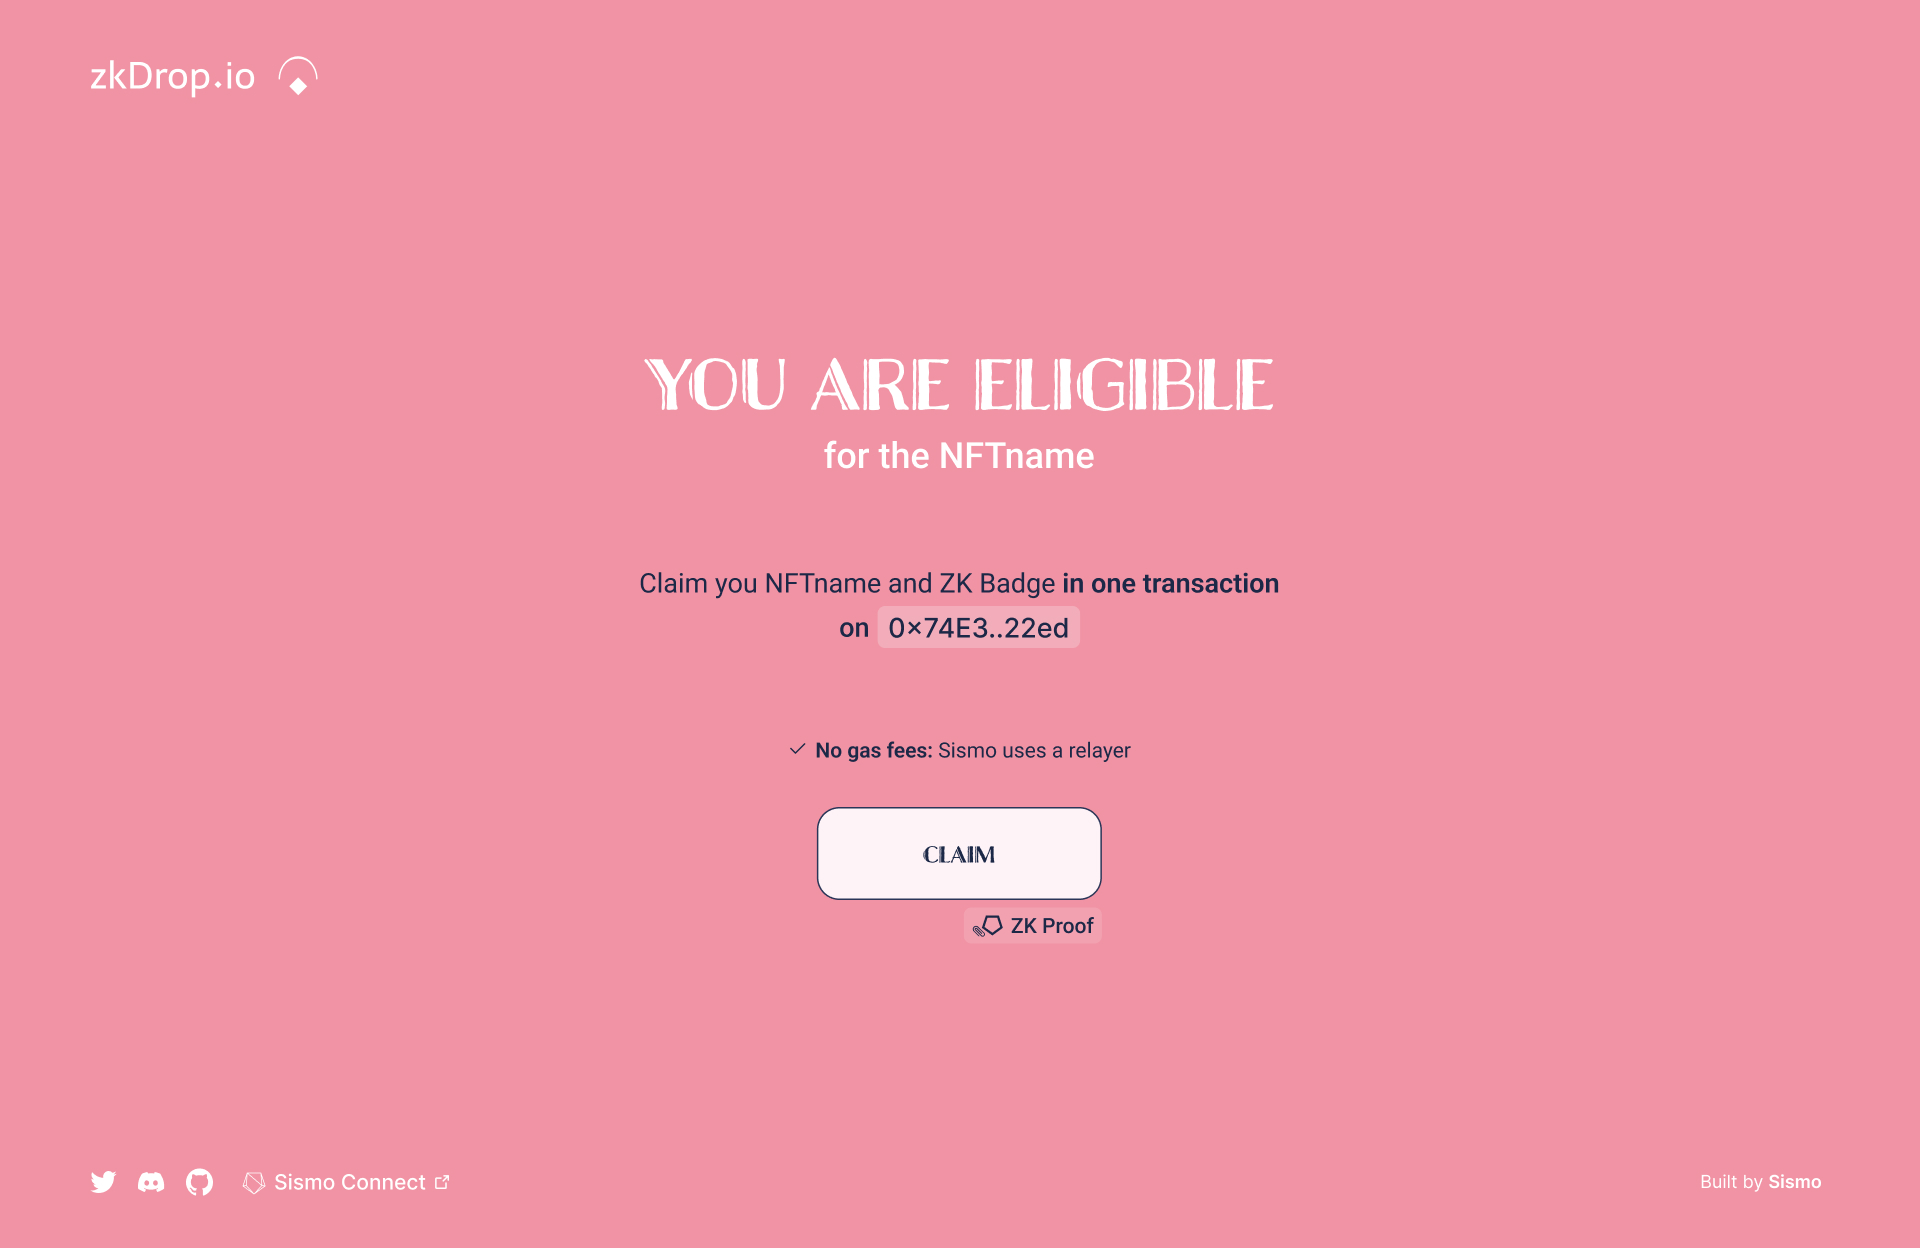 zkDrop.io
YOU ARE ELIGIBLE
for the NFTname
Claim you NFTname and ZK Badge in one transaction
on 0x74E3..22ed
No gas fees: Sismo uses a relayer
CLAIM
ZK Proof
Sismo Connect
Built by Sismo